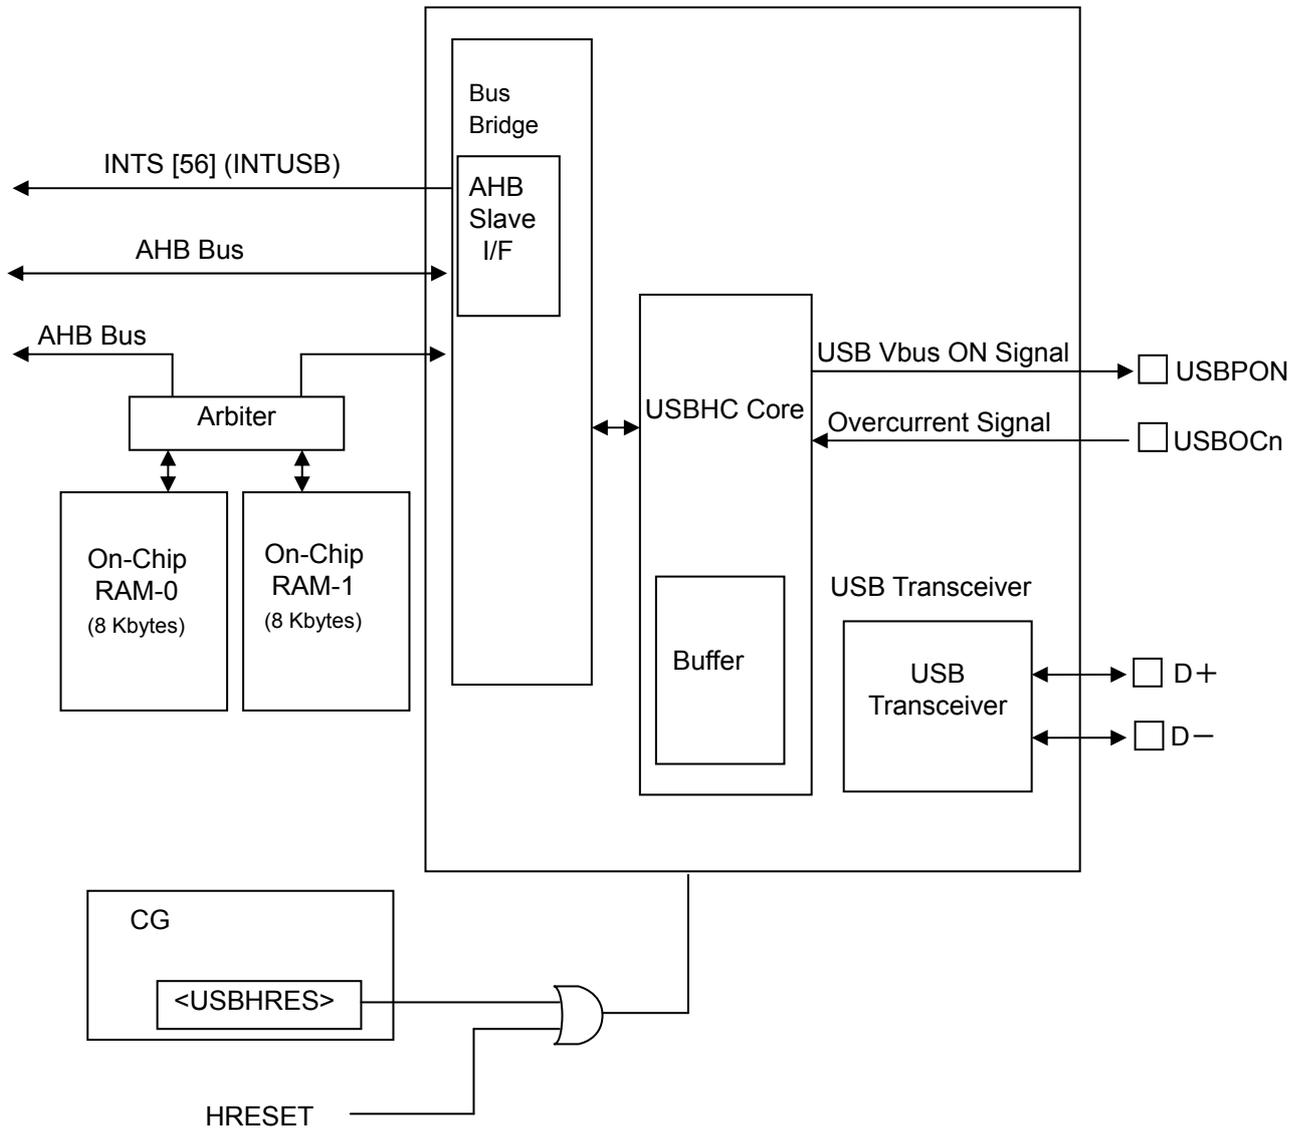 Bus
Bridge
INTS [56] (INTUSB)
AHB
Slave
I/F
AHB Bus
AHB Bus
Arbiter
On-Chip
RAM-0
(8 Kbytes)
On-Chip
RAM-1
(8 Kbytes)
USBHC Core
Buffer
USB Vbus ON Signal
USBPON
Overcurrent Signal
USBOCn
USB Transceiver
USB
Transceiver
D+
D−
CG
<USBHRES>
HRESET